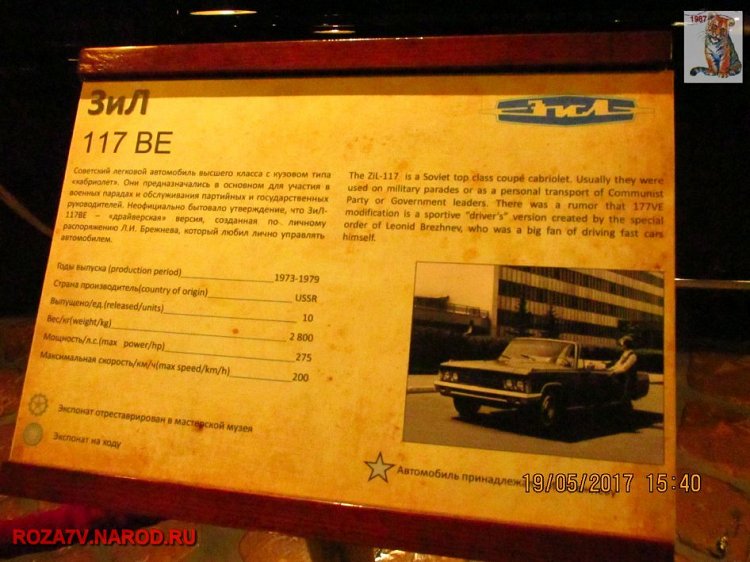 1987
ЗиЛ
117 ВЕ
ЗиЛ
Советский легковой автомобиль высшего класса с кузовом типа
«кабриолет». Они предназначались в основном для участия в
военных парадах и обслуживания партийных и государственных
руководителей. Неофициально бытовало утверждение, что ЗиЛ-
117ВЕ – «драйверская» версия, созданная по личному
распоряжению Л.И. Брежнева, который любил лично управлять
автомобилем.
The ZiL-117 is a Soviet top class coupé cabriolet. Usually they were
used on military parades or as a personal transport of Communist
Party or Government leaders. There was a rumor that 177VE
modification is a sportive "driver's" version created by the special
order of Leonid Brezhnev, who was a big fan of driving fast cars
himself.
Годы выпуска (production period) 1973-1979
Страна производитель(country of origin) USSR
Выпущено/ед.(released/units) 10
Вес/кг(weight/kg) 2 800
Мощность/л.с.(max power/hp) 275
Максимальная скорость/км/ч(max speed/km/h) 200
Экспонат отреставрирован в мастерской музея
Экспонат на ходу
Автомобиль
19/05/2017 15:40
ROZA7V.NAROD.RU